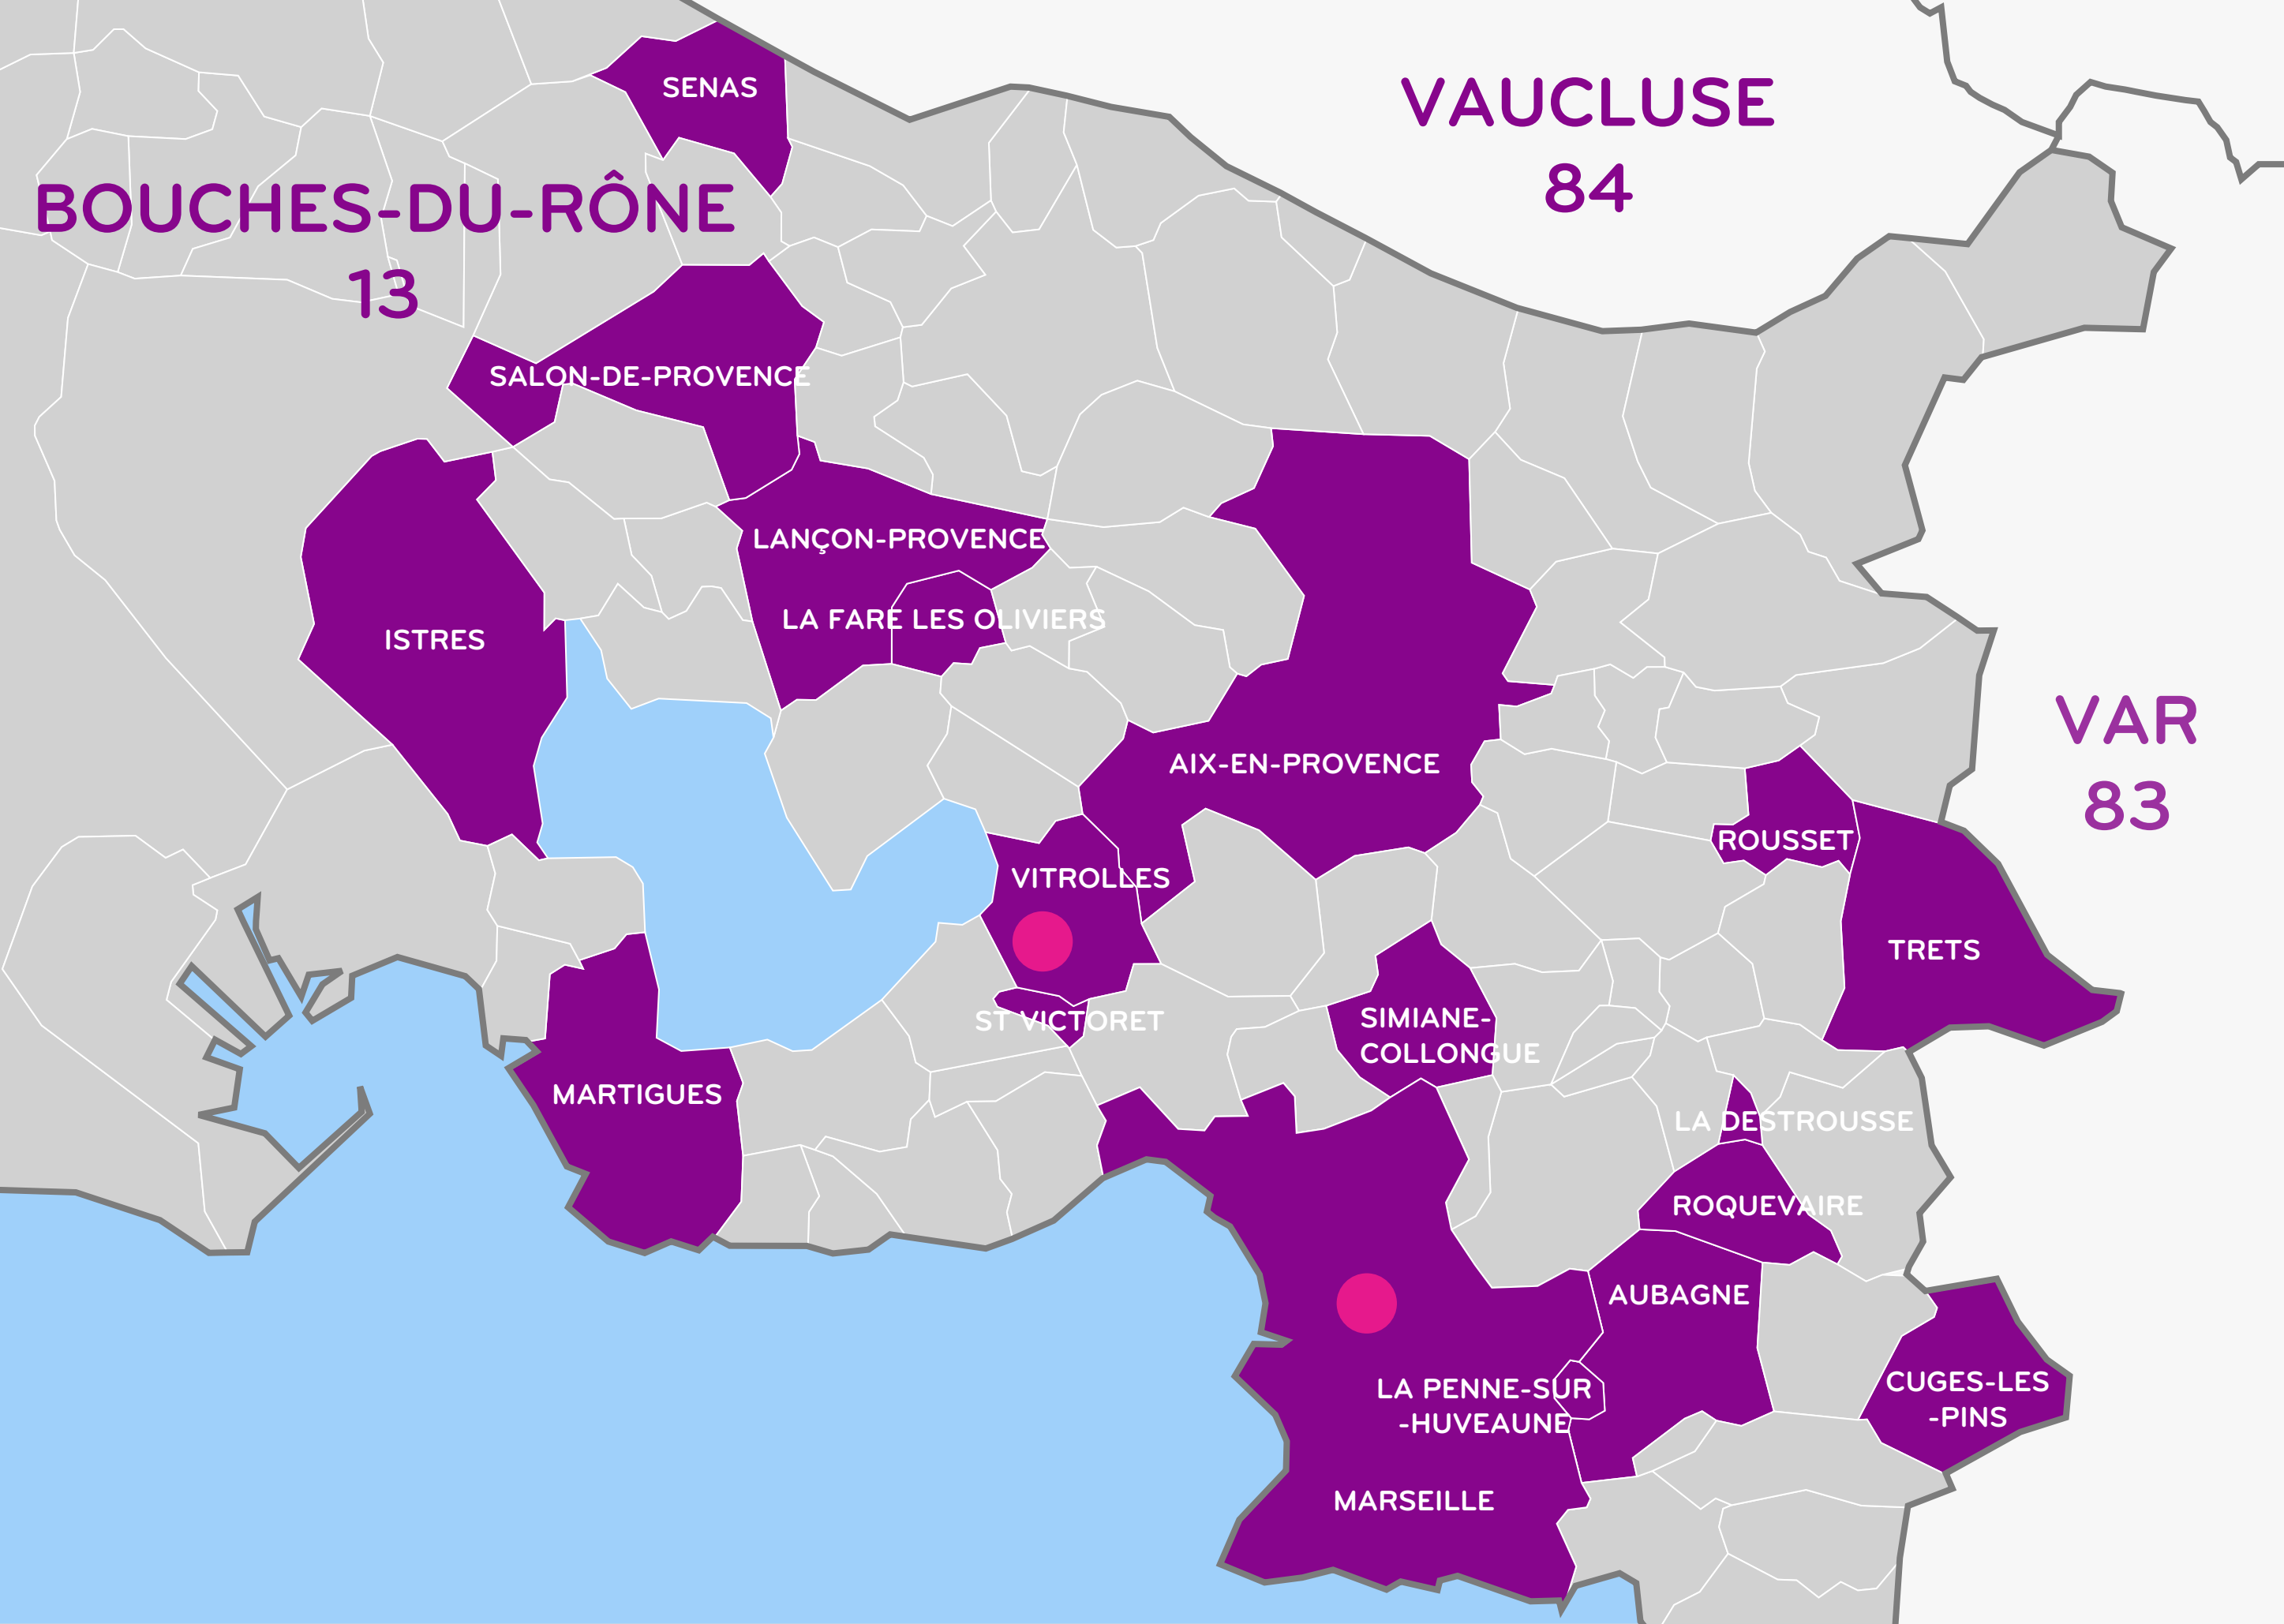 SENAS
VAUCLUSE
84
BOUCHES-DU-RÔNE
13
SALON-DE-PROVENCE
LANÇON-PROVENCE
LA FARE LES OLIVIERS
ISTRES
AIX-EN-PROVENCE
VAR
83
ROUSSET
VITROLLES
TRETS
ST VICTORET
SIMIANE-
COLLONGUE
MARTIGUES
LA DESTROUSSE
ROQUEVAIRE
AUBAGNE
LA PENNE-SUR
-HUVEAUNE
CUGES-LES
-PINS
MARSEILLE